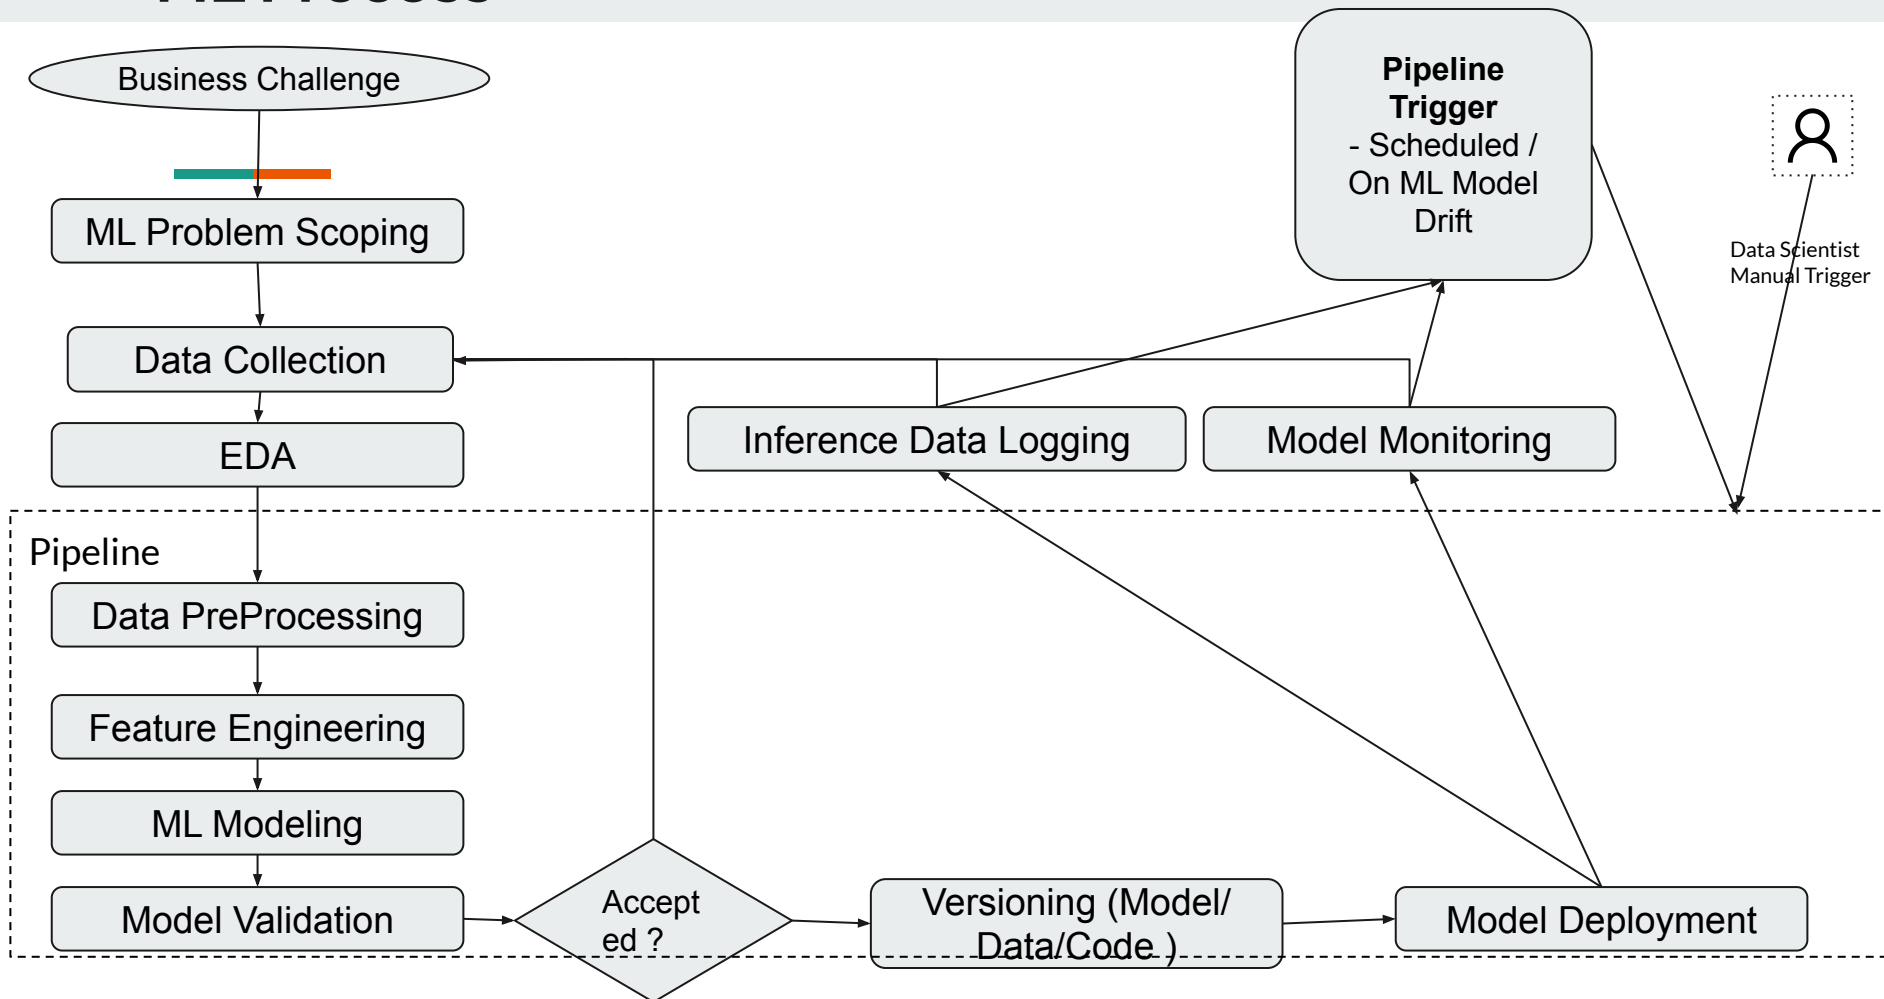 Business Challenge
ML Problem Scoping
Data Collection
EDA
Pipeline
Trigger
- Scheduled /
On ML Model
Drift
Data Scientist
Manual Trigger
Inference Data Logging
Model Monitoring
Pipeline
Data PreProcessing
Feature Engineering
ML Modeling
Model Validation
Accept
ed ?
Versioning (Model/
Data/Code )
Model Deployment